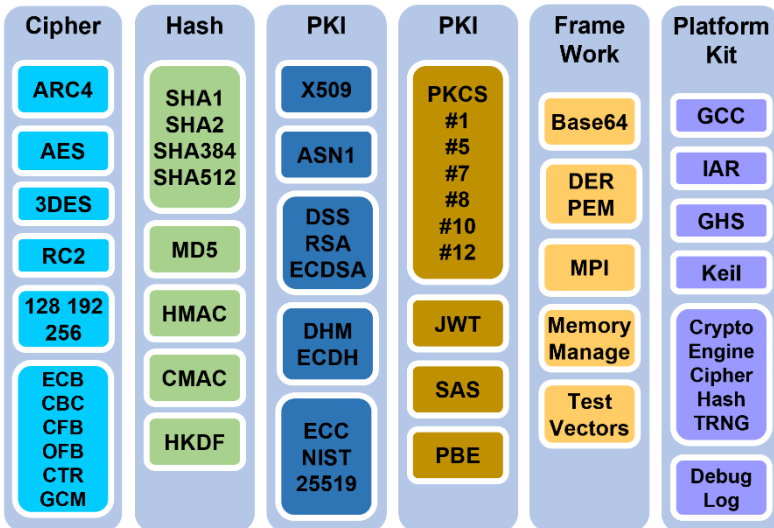 Cipher
ARC4
AES
3DES
RC2
128 192
256
ECB
CBC
CFB
OFB
CTR
GCM
Hash
SHA1
SHA2
SHA384
SHA512
MD5
HMAC
CMAC
HKDF
PKI
X509
ASN1
DSS
RSA
ECDSA
DHM
ECDH
ECC
NIST
25519
PKI
PKCS
#1
#5
#7
#8
#10
#12
JWT
SAS
PBE
Frame
Work
Base64
DER
PEM
MPI
Memory
Manage
Test
Vectors
Platform
Kit
GCC
IAR
GHS
Keil
Crypto
Engine
Cipher
Hash
TRNG
Debug
Log